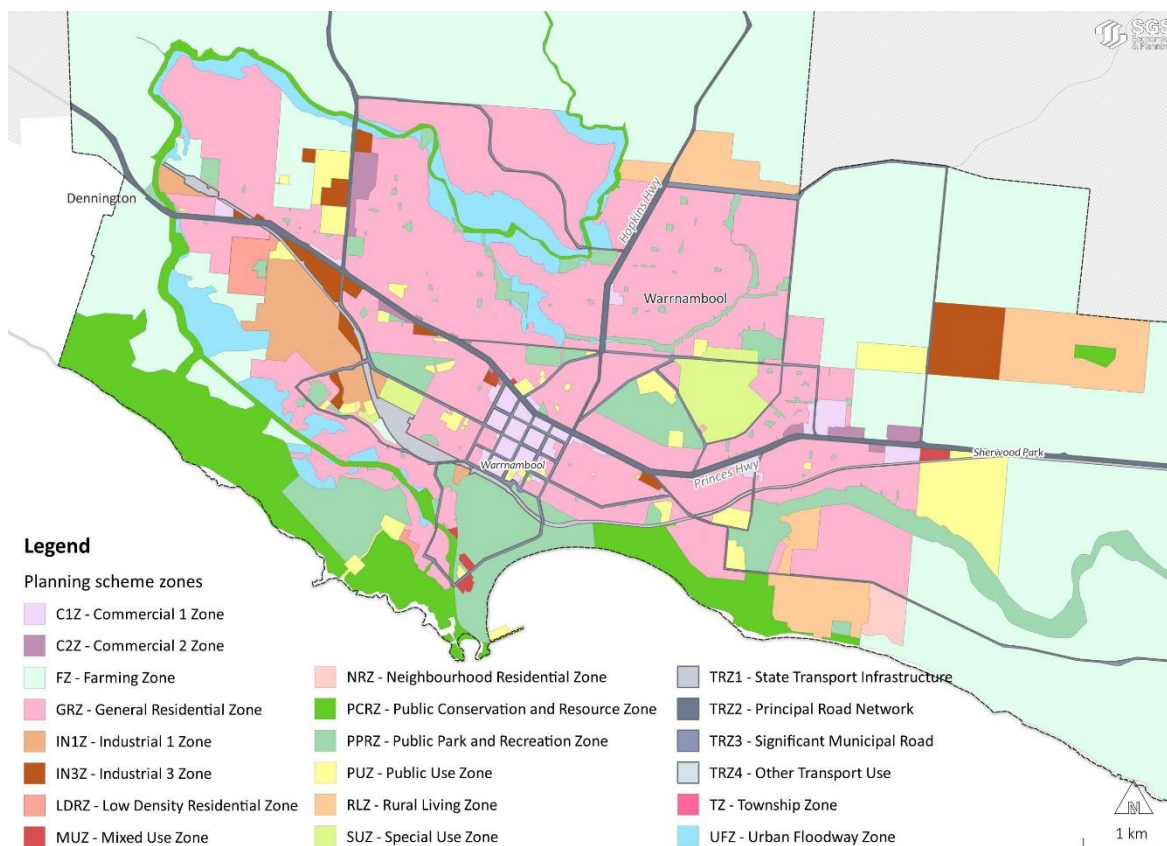 SGS
Economics
& Planning
Dennington
Hopkins Hwy
Warrnambool
Warrnambool
Princes Hwy
Sherwood Park
Legend
Planning scheme zones
C1Z - Commercial 1 Zone
C2Z - Commercial 2 Zone
FZ - Farming Zone
GRZ - General Residential Zone
IN1Z - Industrial 1 Zone
IN3Z - Industrial 3 Zone
LDRZ - Low Density Residential Zone
MUZ - Mixed Use Zone
NRZ - Neighbourhood Residential Zone
PCRZ - Public Conservation and Resource Zone
PPRZ - Public Park and Recreation Zone
PUZ - Public Use Zone
RLZ - Rural Living Zone
SUZ - Special Use Zone
TRZ1 - State Transport Infrastructure
TRZ2 - Principal Road Network
TRZ3 - Significant Municipal Road
TRZ4 - Other Transport Use
TZ - Township Zone
UFZ - Urban Floodway Zone
N
1 km